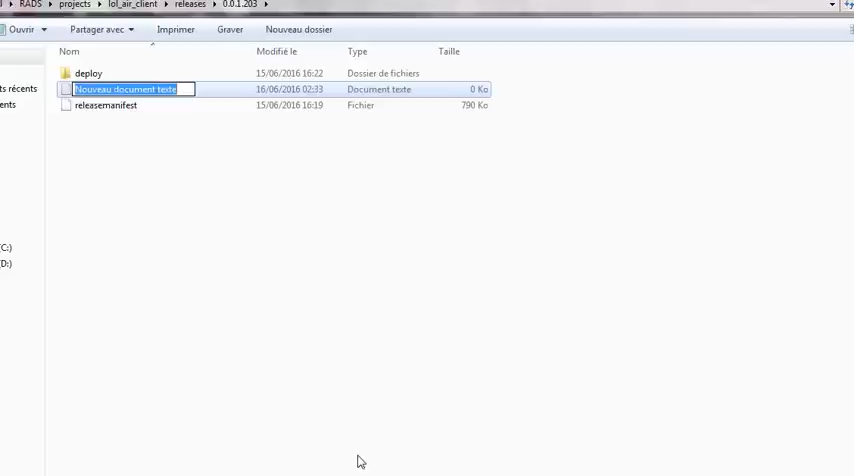 RADS projects lol_air_client releases 0.0.1.203
Ouvrir Partager avec Imprimer Graver Nouveau dossier
Nom Modifié le Type Taille
deploy 15/06/2016 16:22 Dossier de fichiers
ts récents Nouveau document texte 16/06/2016 02:33 Document texte 0 Ko
ents releasemanifest 15/06/2016 16:19 Fichier 790 Ko
(C:)
(D:)